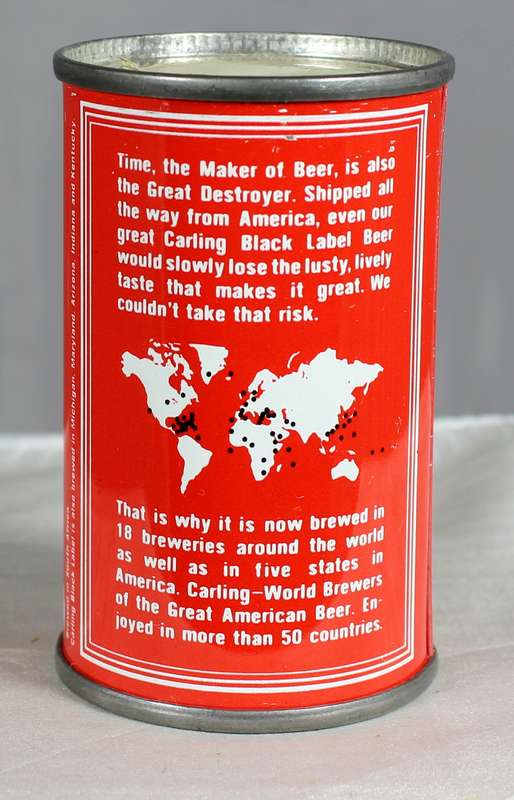 Time, the Maker of Beer, is also
the Great Destroyer. Shipped all
the way from America, even our
great Carling Black Label Beer
would slowly lose the lusty, lively
taste that makes it great. We
couldn't take that risk.
That is why it is now brewed in
18 breweries around the world
as well as in five states in
America. Carling—World Brewers
of the Great American Beer. En-
joyed in more than 50 countries.
Brewed in South Africa
Carling Black Label is also brewed in Michigan, Maryland, Arizona, Indiana and Kentucky.